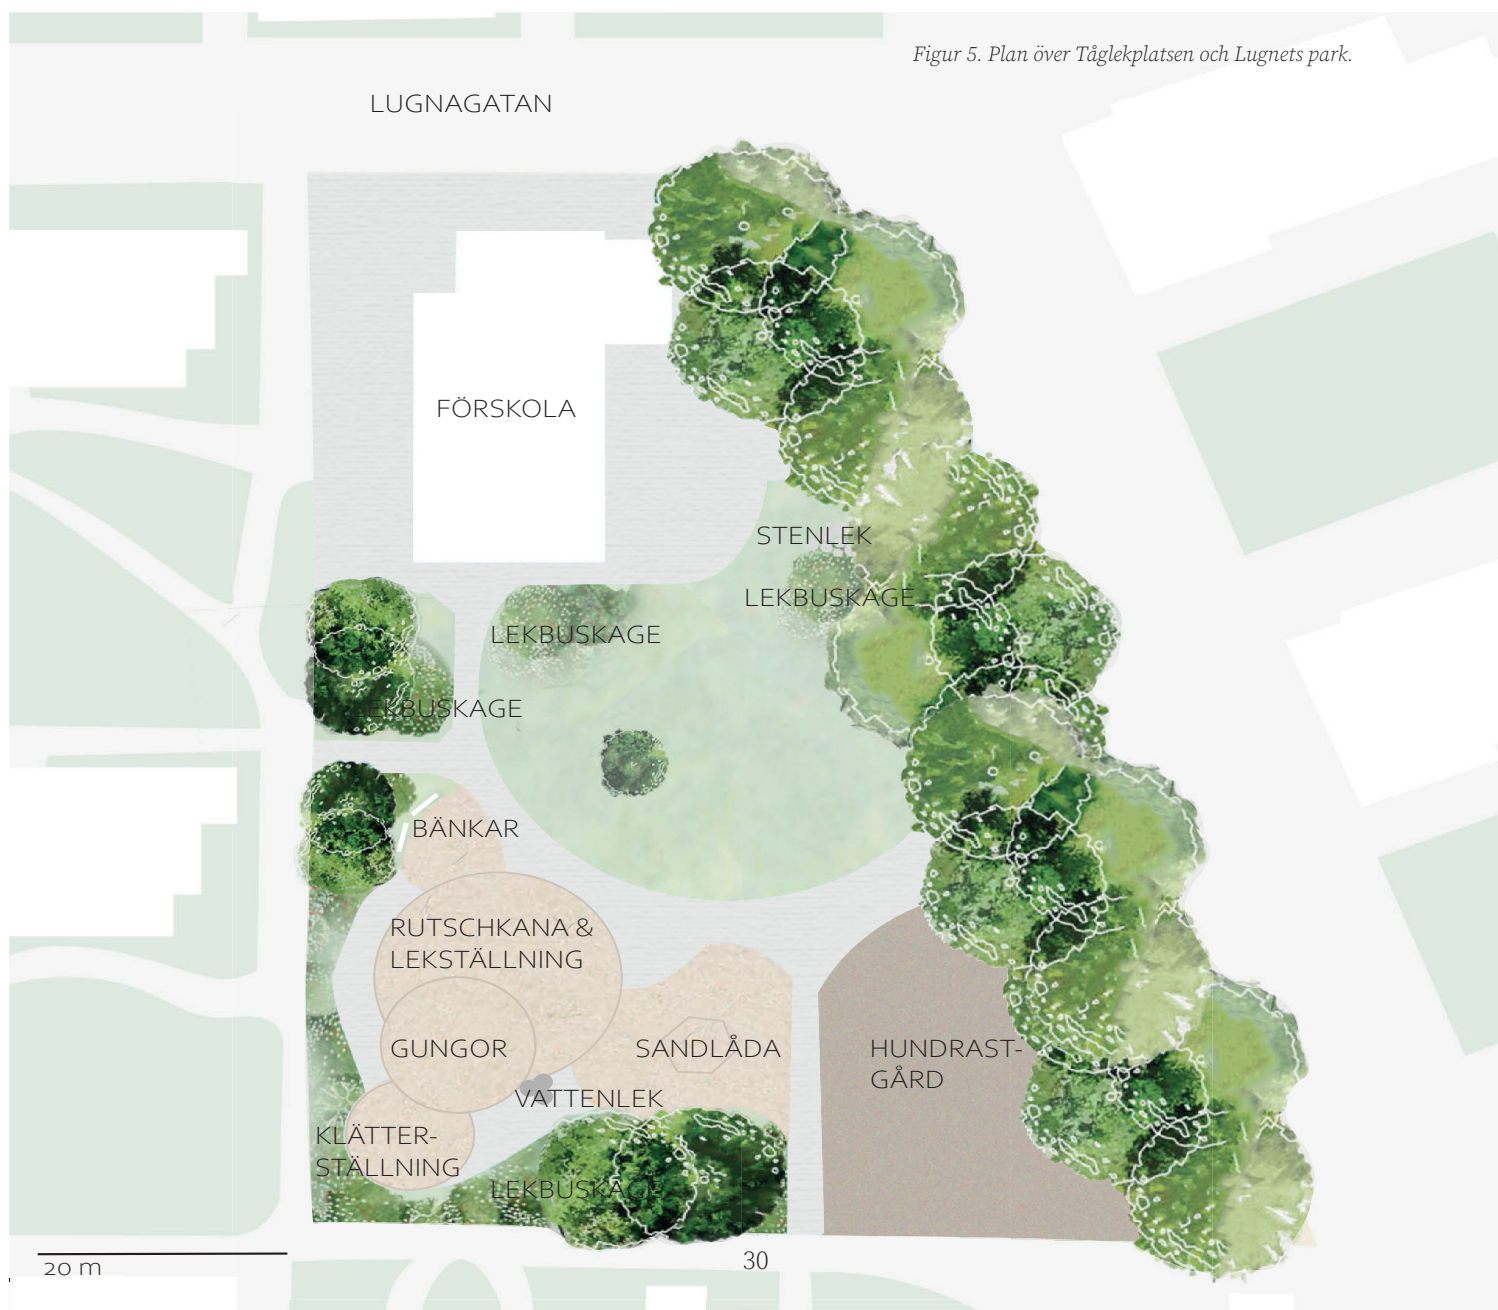 Figur 5. Plan över Tåglekplatsen och Lugnets park.
LUGNAGATAN
FÖRSKOLA
STENLEK
LEKBUSKAGE
LEKBUSKAGE
LEKBUSKAGE
BÄNKAR
RUTSCHKANA &
LEKSTÄLLNING
GUNGOR
SANDLÅDA
HUNDRAST-
GÅRD
VATTENLEK
KLÄTTER-
STÄLLNING
LEKBUSKAGE
20 m
30